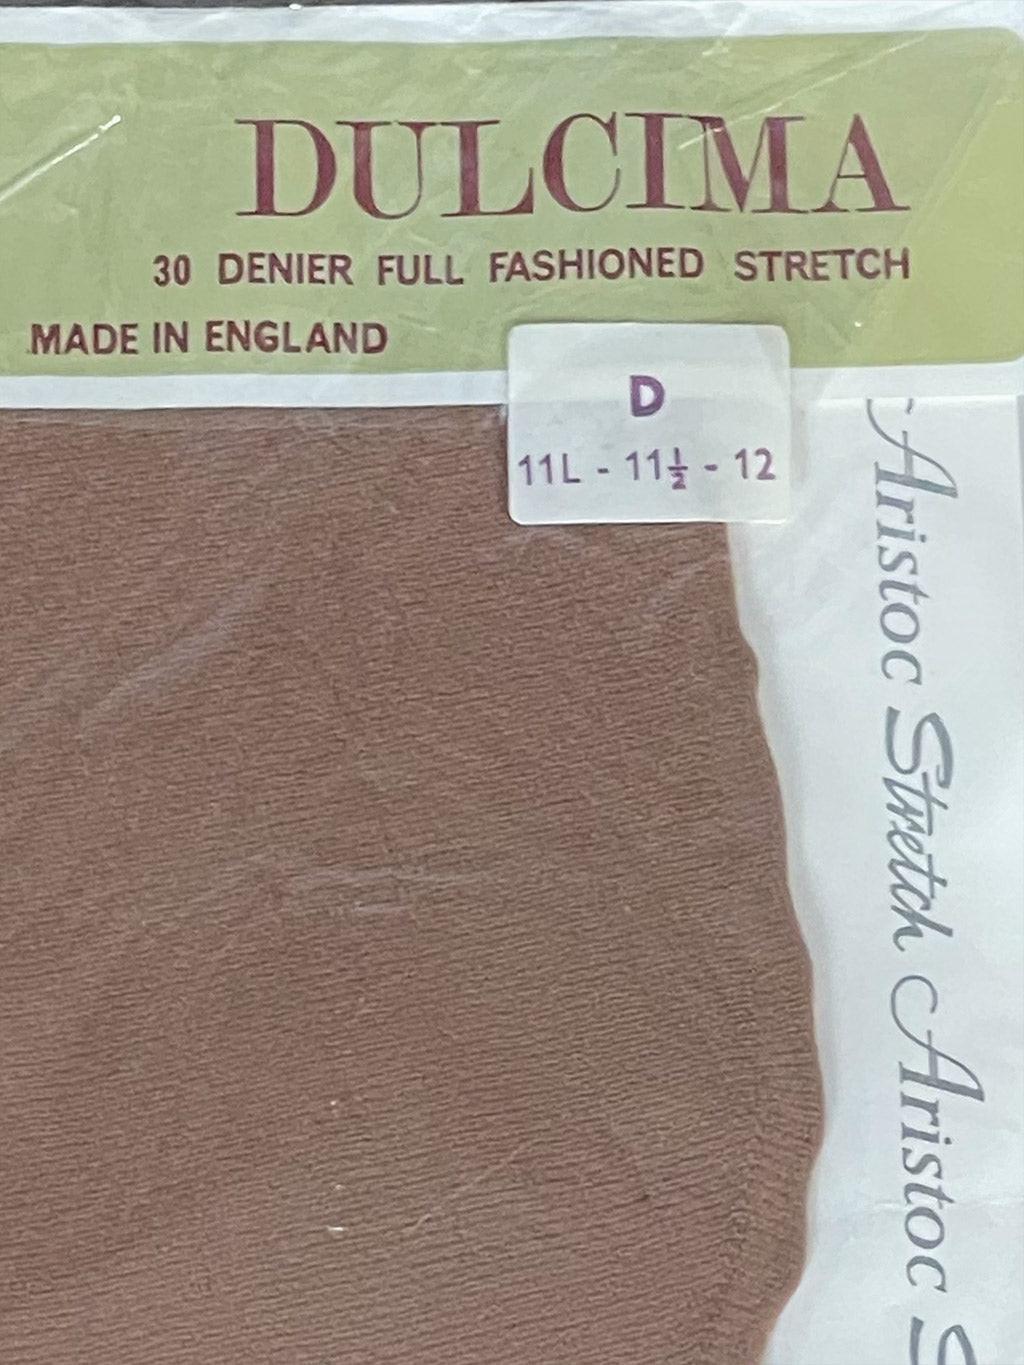 DULCIMA
30 DENIER FULL FASHIONED STRETCH
MADE IN ENGLAND
D
11L - 11½ - 12
Aristoc Stretch Aristoc S